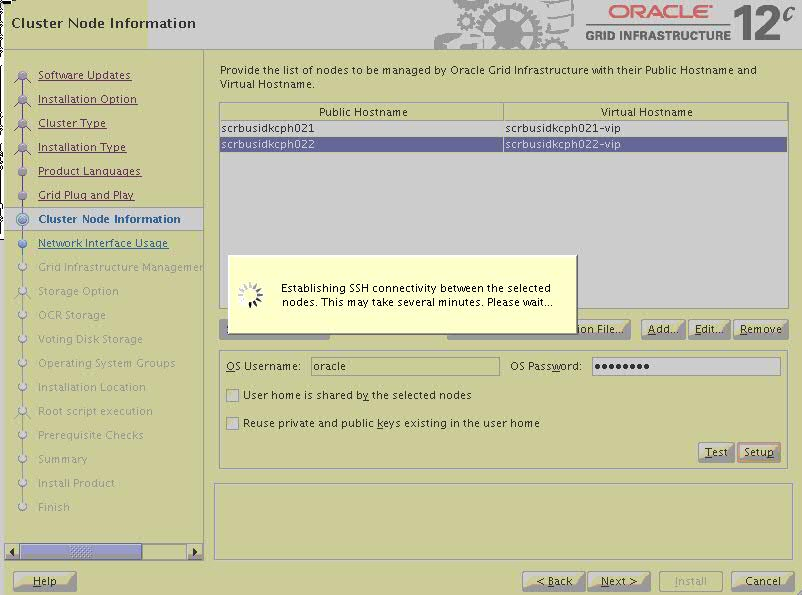 Cluster Node Information
ORACLE
GRID INFRASTRUCTURE
12c
Software Updates
Installation Option
Cluster Type
Installation Type
Product Languages
Grid Plug and Play
Cluster Node Information
Network Interface Usage
Grid Infrastructure Managemer
Storage Option
OCR Storage
Voting Disk Storage
Operating System Groups
Installation Location
Root script execution
Prerequisite Checks
Summary
Install Product
Finish
Provide the list of nodes to be managed by Oracle Grid Infrastructure with their Public Hostname and
Virtual Hostname.
Public Hostname Virtual Hostname
scrbusidkcph021 scrbusidkcph021-vip
scrbusidkcph022 scrbusidkcph022-vip
Establishing SSH connectivity between the selected
nodes. This may take several minutes. Please wait...
File... Add... Edit... Remove
OS Username: oracle OS Password: ●●●●●●●●
User home is shared by the selected nodes
Reuse private and public keys existing in the user home
Test Setup
Help < Back Next > Install Cancel